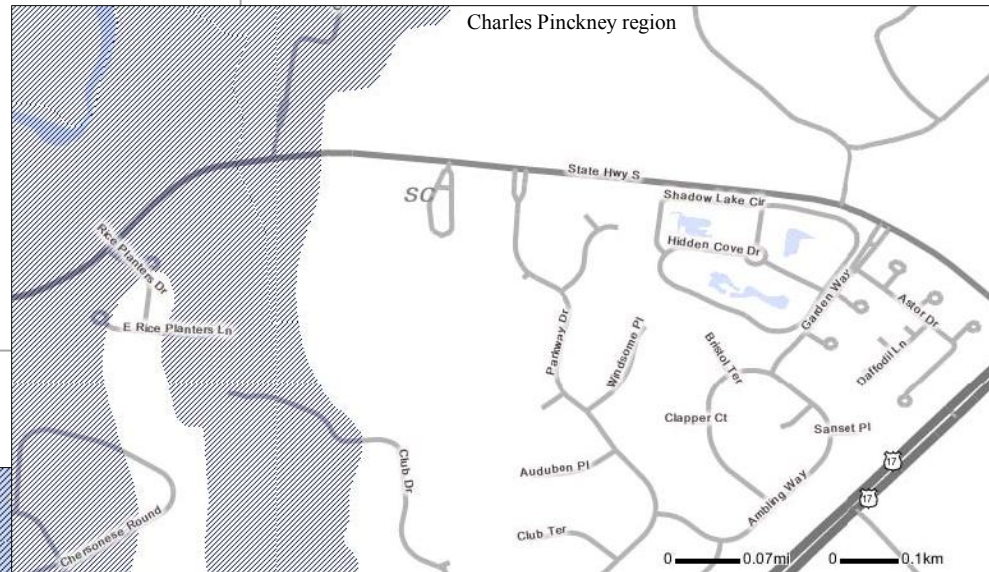 Charles Pinckney region
State Hwy S
SC
Shadow Lake Cir
Hidden Cove Dr
Rice Planters Dr
E Rice Planters Ln
Garden Way
Astor Dr
Parkway Dr
Windsome Pl
Bristol Ter
Daffodil Ln
Clapper Ct
Sanset Pl
Club Dr
Audubon Pl
17
17
Ambling Way
Chersonese Round
Club Ter
0 0.07mi 0 0.1km